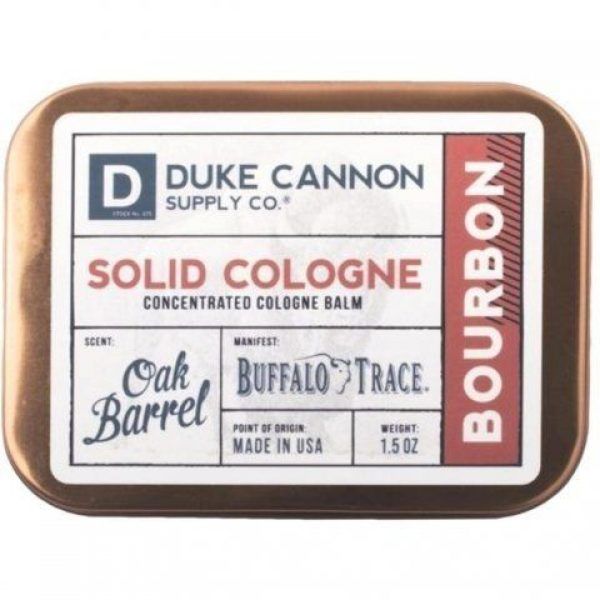 D
DUKE CANNON
SUPPLY CO.®
SOLID COLOGNE
CONCENTRATED COLOGNE BALM
SCENT:
Oak
Barrel
MANIFEST:
BUFFALO TRACE
POINT OF ORIGIN:
MADE IN USA
WEIGHT:
1.5 OZ
BOURBON